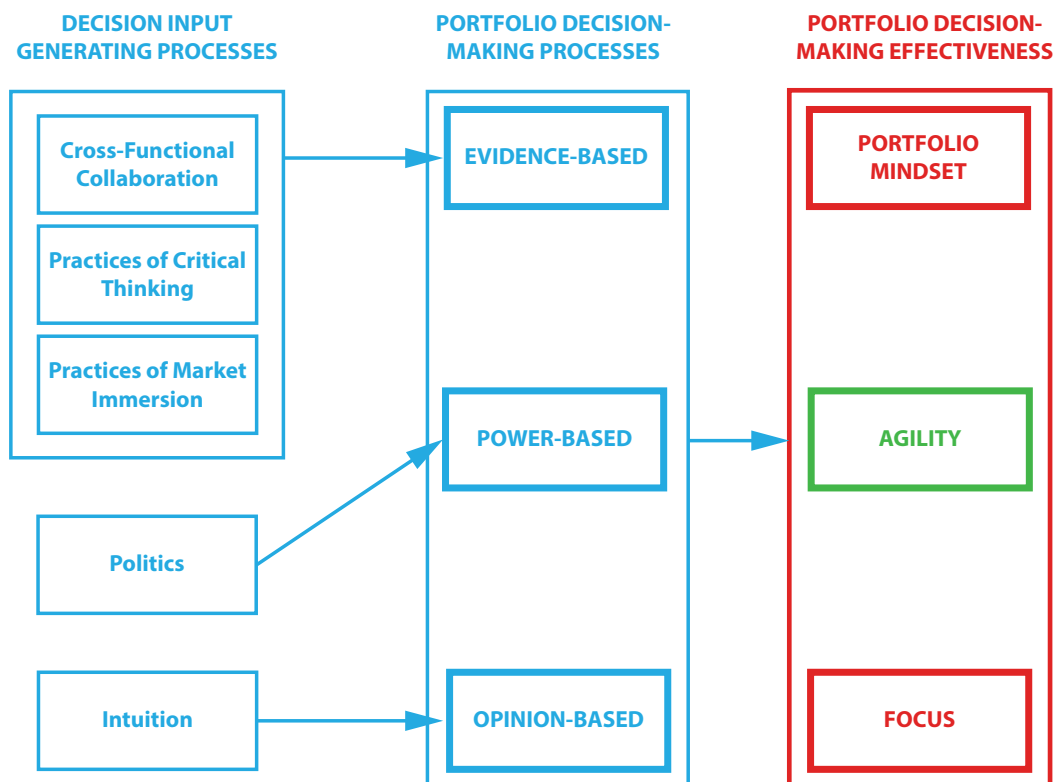 DECISION INPUT
GENERATING PROCESSES
PORTFOLIO DECISION-
MAKING PROCESSES
PORTFOLIO DECISION-
MAKING EFFECTIVENESS
Cross-Functional
Collaboration
Practices of Critical
Thinking
Practices of Market
Immersion
Politics
Intuition
EVIDENCE-BASED
POWER-BASED
OPINION-BASED
PORTFOLIO
MINDSET
AGILITY
FOCUS